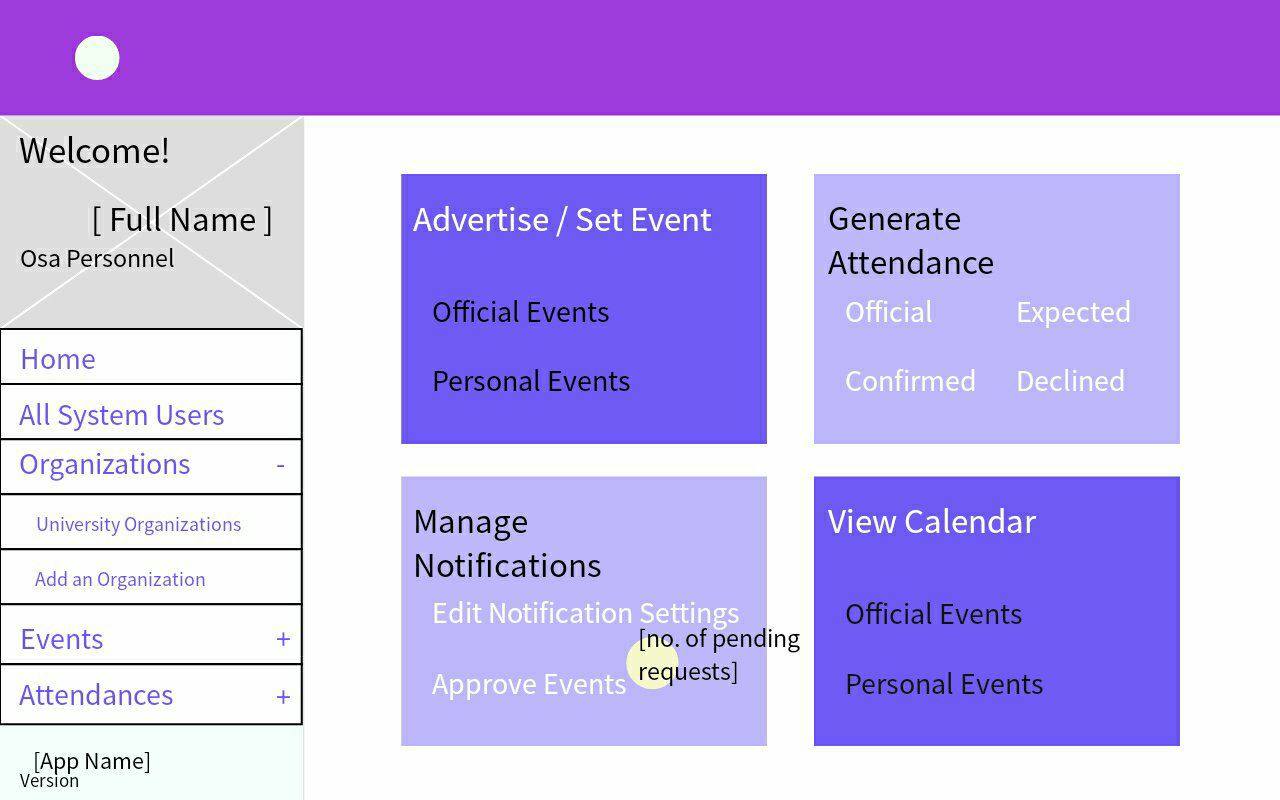 Welcome!
[ Full Name ]
Osa Personnel
Home
All System Users
Organizations -
University Organizations
Add an Organization
Events +
Attendances +
[App Name]
Version
Advertise / Set Event
Official Events
Personal Events
Generate
Attendance
Official Expected
Confirmed Declined
Manage
Notifications
Edit Notification Settings
[no. of pending
requests]
Approve Events
View Calendar
Official Events
Personal Events